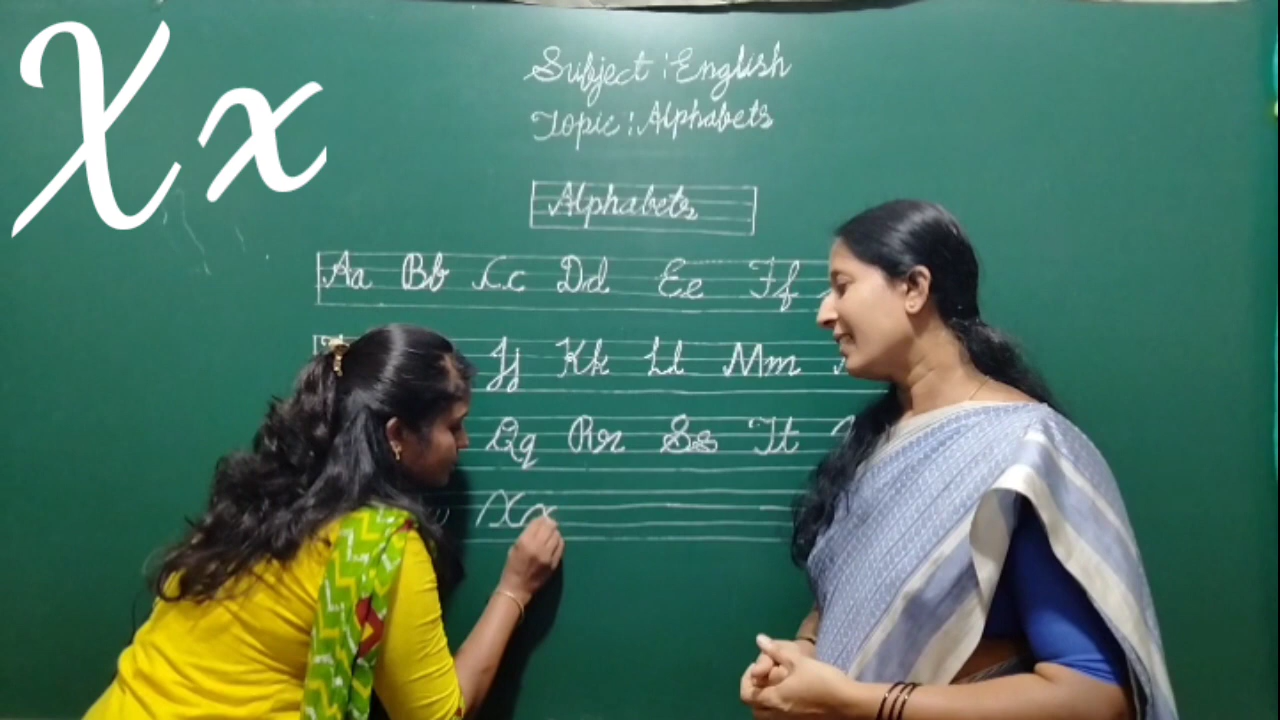 Xx
Subject : English
Topic : Alphabets
Alphabets
Aa Bb Cc Dd Ee Ff
Jj Kk Ll Mm
Qq Rr Ss Tt
Xx